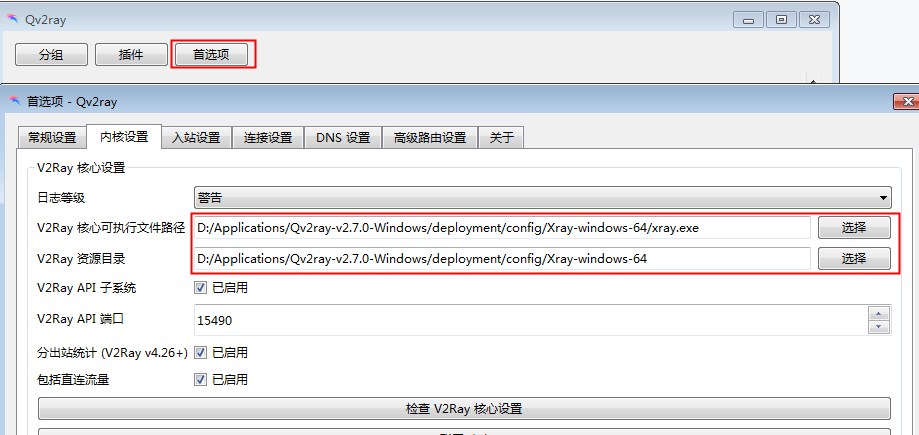 Qv2ray
分组 插件 首选项
首选项 - Qv2ray
常规设置 内核设置 入站设置 连接设置 DNS 设置 高级路由设置 关于
V2Ray 核心设置
日志等级 警告
V2Ray 核心可执行文件路径 D:/Applications/Qv2ray-v2.7.0-Windows/deployment/config/Xray-windows-64/xray.exe 选择
V2Ray 资源目录 D:/Applications/Qv2ray-v2.7.0-Windows/deployment/config/Xray-windows-64 选择
V2Ray API 子系统 已启用
V2Ray API 端口 15490
分出站统计 (V2Ray v4.26+) 已启用
包括直连流量 已启用
检查 V2Ray 核心设置